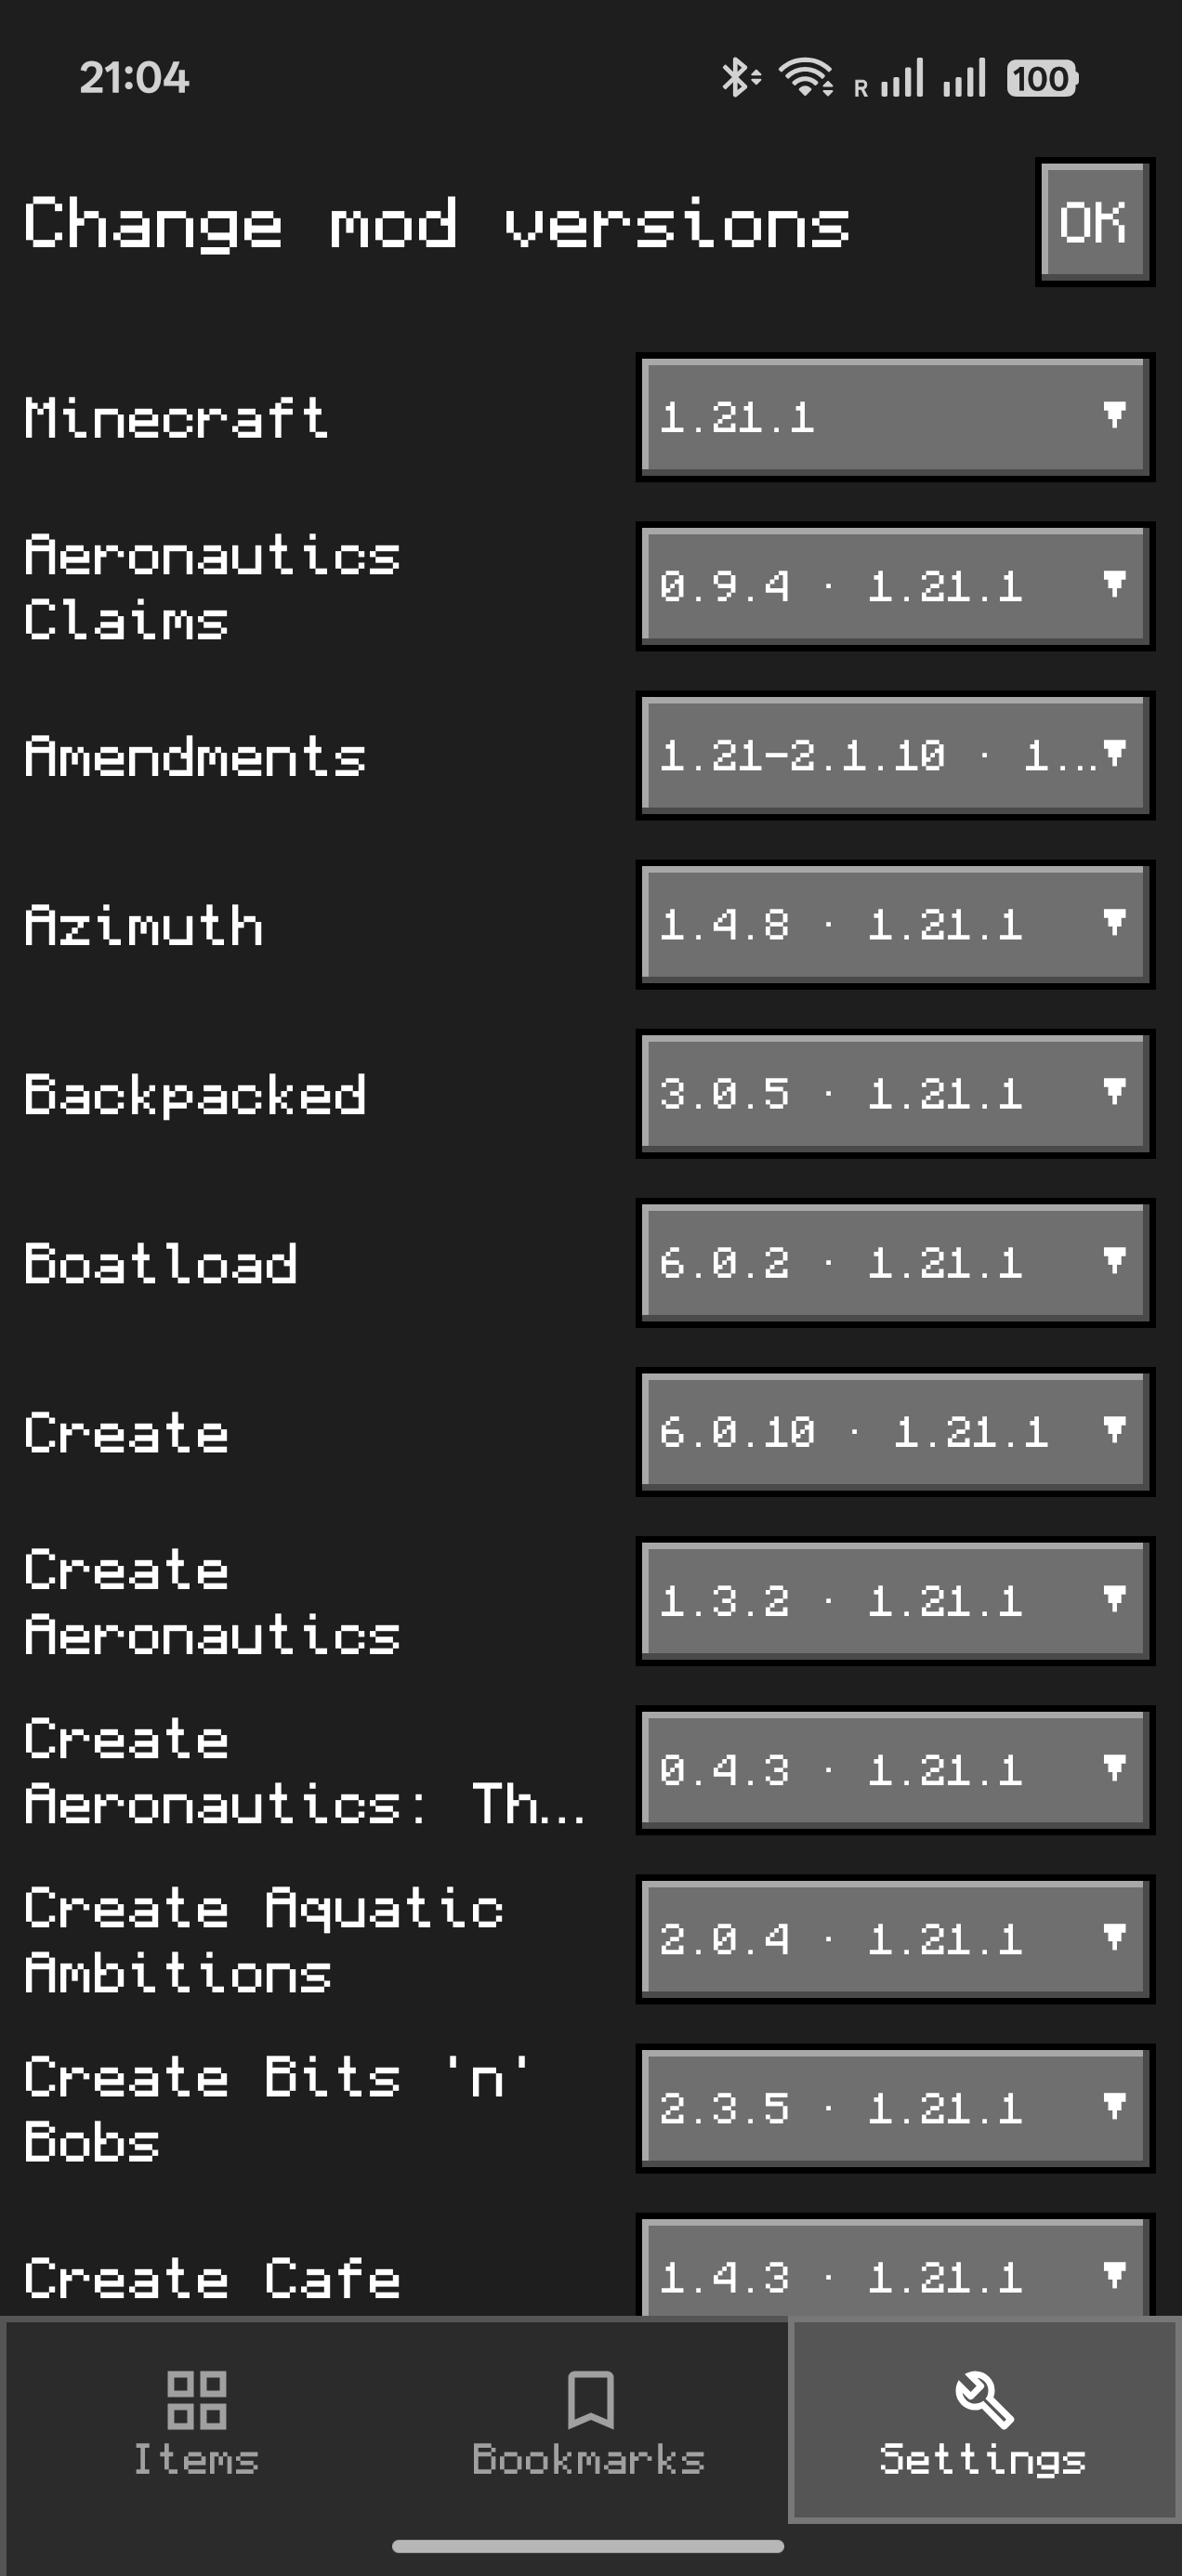 21:04
R
100
Change mod versions
OK
Minecraft
1.21.1
Aeronautics
Claims
0.9.4 · 1.21.1
Amendments
1.21-2.1.10 · 1...
Azimuth
1.4.8 · 1.21.1
Backpacked
3.0.5 · 1.21.1
Boatload
6.0.2 · 1.21.1
Create
6.0.10 · 1.21.1
Create
Aeronautics
1.3.2 · 1.21.1
Create
Aeronautics: Th...
0.4.3 · 1.21.1
Create Aquatic
Ambitions
2.0.4 · 1.21.1
Create Bits 'n'
Bobs
2.3.5 · 1.21.1
Create Cafe
1.4.3 · 1.21.1
Items
Bookmarks
Settings